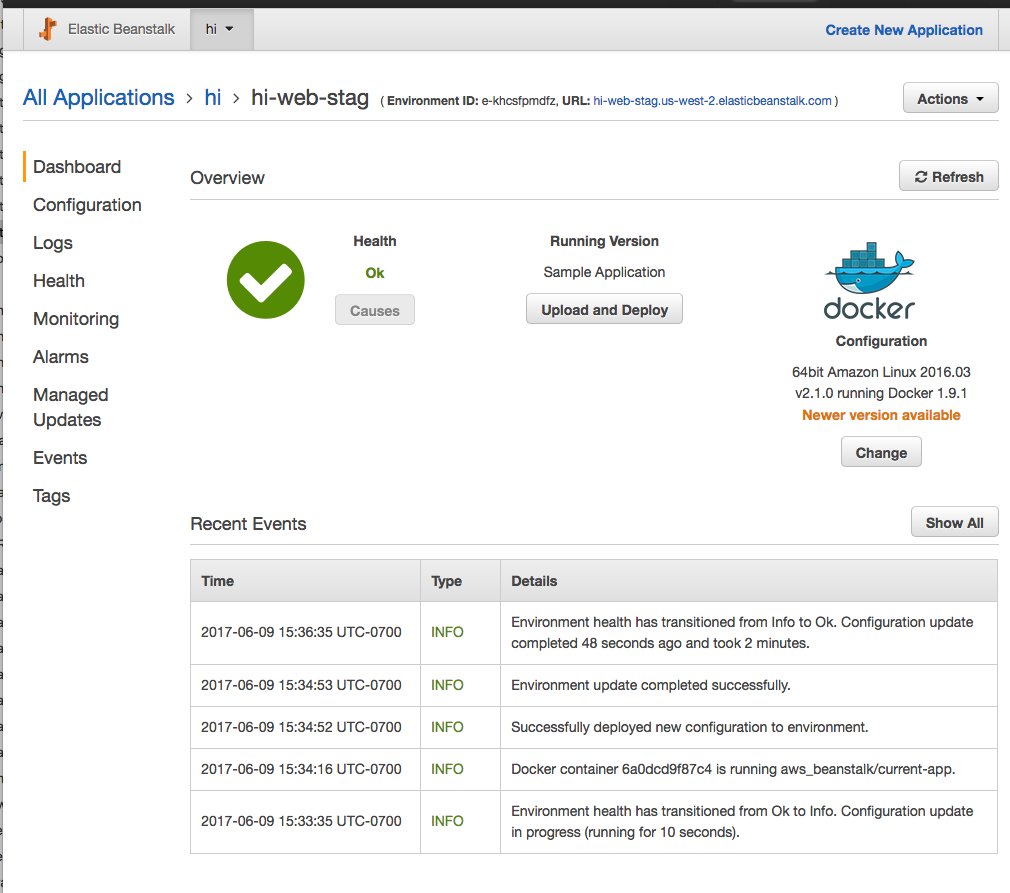 Elastic Beanstalk hi Create New Application
All Applications › hi › hi-web-stag ( Environment ID: e-khcsfpmdfz, URL: hi-web-stag.us-west-2.elasticbeanstalk.com )
Actions
Dashboard
Configuration
Logs
Health
Monitoring
Alarms
Managed
Updates
Events
Tags
Overview
Refresh
Health
Ok
Causes
Running Version
Sample Application
Upload and Deploy
docker
Configuration
64bit Amazon Linux 2016.03
v2.1.0 running Docker 1.9.1
Newer version available
Change
Recent Events
Show All
Time Type Details
2017-06-09 15:36:35 UTC-0700 INFO Environment health has transitioned from Info to Ok. Configuration update
completed 48 seconds ago and took 2 minutes.
2017-06-09 15:34:53 UTC-0700 INFO Environment update completed successfully.
2017-06-09 15:34:52 UTC-0700 INFO Successfully deployed new configuration to environment.
2017-06-09 15:34:16 UTC-0700 INFO Docker container 6a0dcd9f87c4 is running aws_beanstalk/current-app.
2017-06-09 15:33:35 UTC-0700 INFO Environment health has transitioned from Ok to Info. Configuration update
in progress (running for 10 seconds).